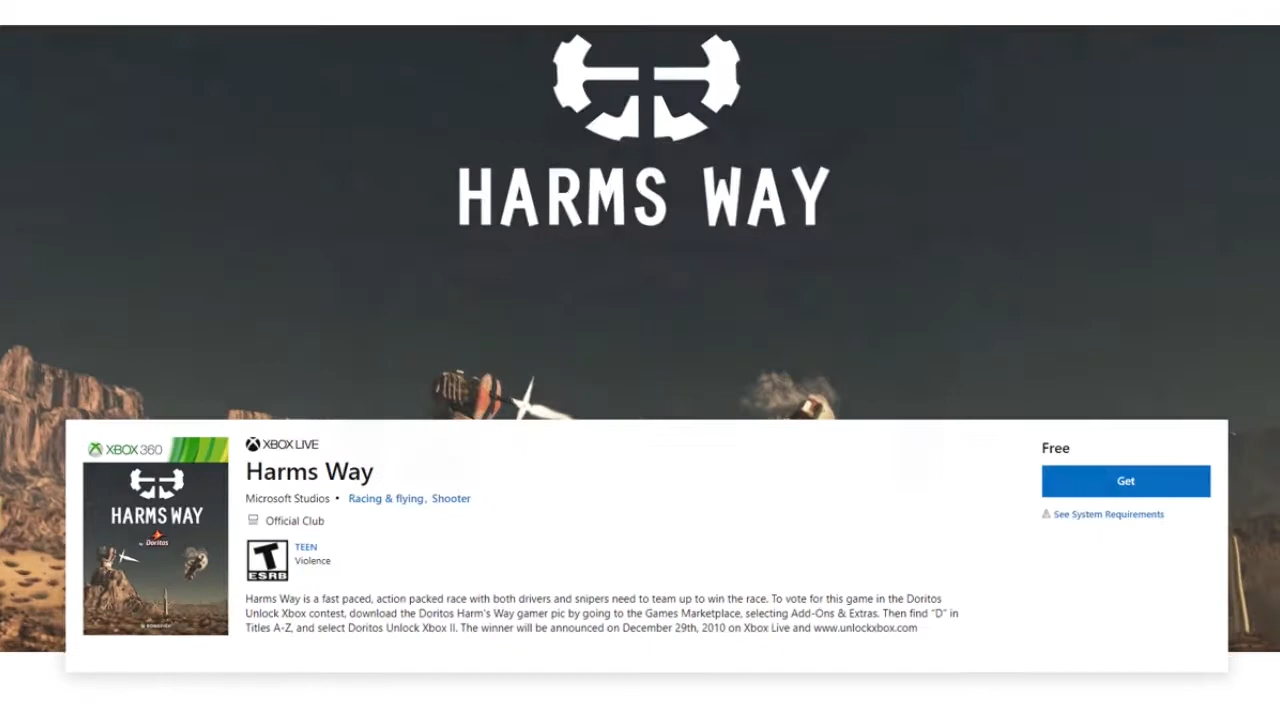 HARMS WAY
XBOX 360
HARMS WAY
by Doritos
XBOX LIVE
Harms Way
Microsoft Studios • Racing & flying, Shooter
Official Club
T
ESRB
TEEN
Violence
Harms Way is a fast paced, action packed race with both drivers and snipers need to team up to win the race. To vote for this game in the Doritos
Unlock Xbox contest, download the Doritos Harm's Way gamer pic by going to the Games Marketplace, selecting Add-Ons & Extras. Then find "D" in
Titles A-Z, and select Doritos Unlock Xbox II. The winner will be announced on December 29th, 2010 on Xbox Live and www.unlockxbox.com
Free
Get
See System Requirements